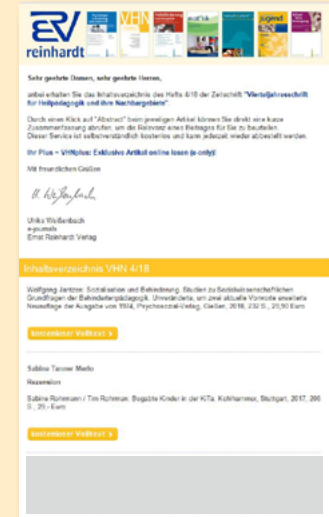 ERV
reinhardt
VHN
jugend
Sehr geehrte Damen, sehr geehrte Herren,
anbei erhalten Sie das Inhaltsverzeichnis des Hefts 4/18 der Zeitschrift "Vierteljahresschrift
für Heilpädagogik und ihre Nachbargebiete".
Durch einen Klick auf "Abstract" beim jeweiligen Artikel können Sie direkt eine kurze
Zusammenfassung abrufen, um die Relevanz eines Beitrages für Sie zu beurteilen.
Dieser Service ist selbstverständlich kostenlos und kann jederzeit wieder abbestellt werden.
Ihr Plus – VHNplus: Exklusive Artikel online lesen (e-only)!
Mit freundlichen Grüßen
U. Weißenbach
Ulrike Weißenbach
e-journals
Ernst Reinhardt Verlag
Inhaltsverzeichnis VHN 4/18
Wolfgang Jantzen: Sozialisation und Behinderung. Studien zu Sozialwissenschaftlichen
Grundfragen der Behindertenpädagogik. Unveränderte, um zwei aktuelle Vorworte erweiterte
Neuauflage der Ausgabe von 1974, Psychosozial-Verlag, Gießen, 2018, 232 S., 29,90 Euro
kostenloser Volltext >
Sabine Tanner Merlo
Rezension
Sabine Rohrmann / Tim Rohrmann: Begabte Kinder in der KiTa. Kohlhammer, Stuttgart, 2017, 206
S., 29,- Euro
kostenloser Volltext >